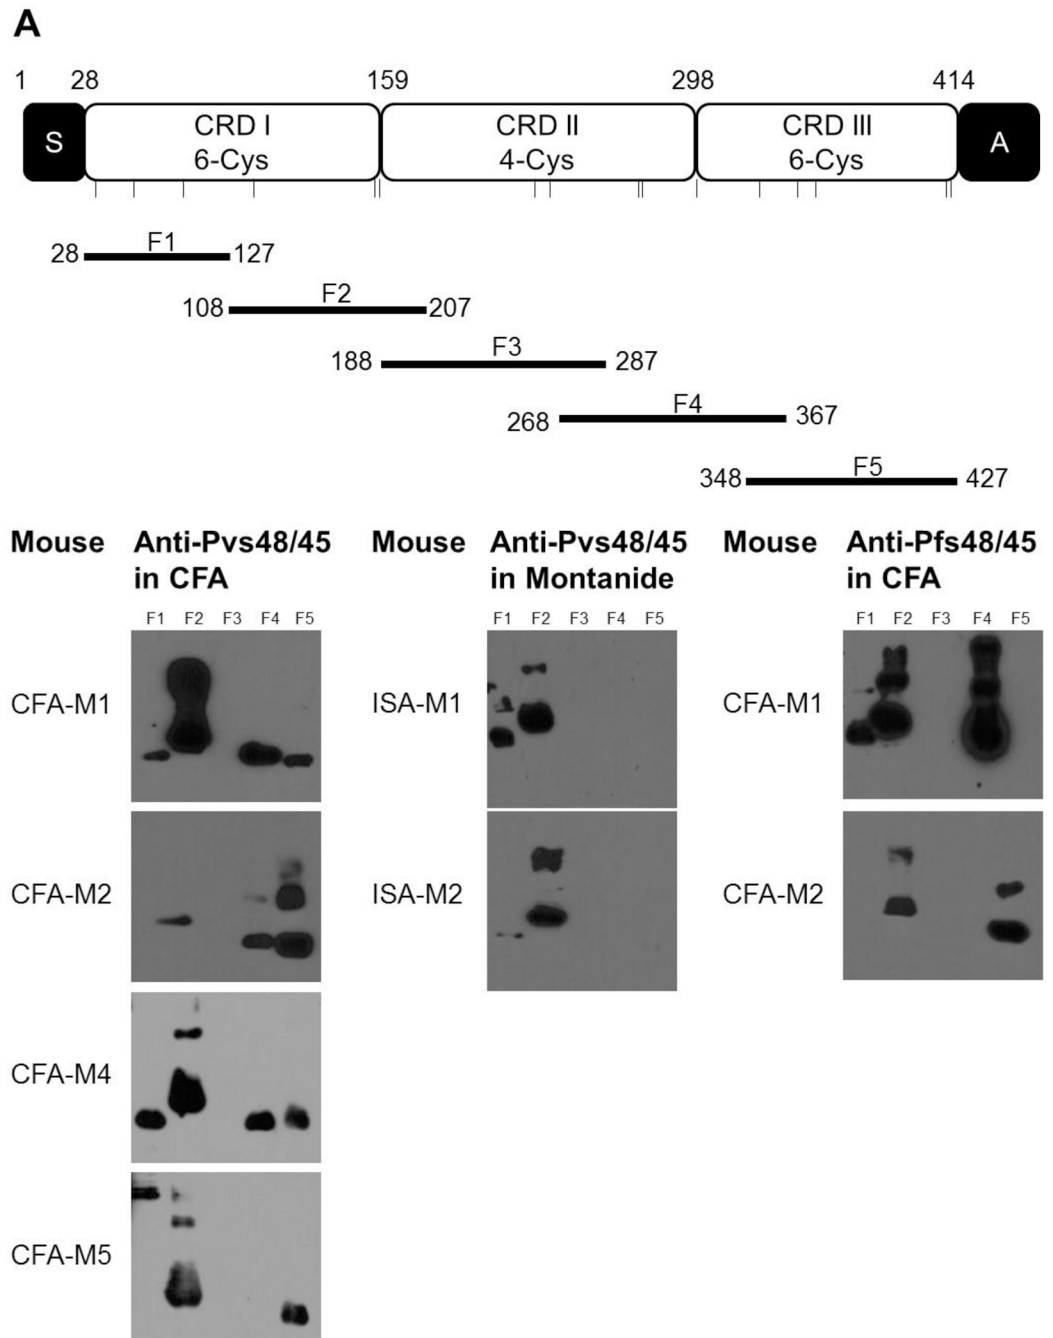 A
1 28 159 298 414
S CRD I CRD II CRD III A
6-Cys 4-Cys 6-Cys
F1
28 127
F2
108 207
F3
188 287
F4
268 367
F5
348 427
Mouse Anti-Pvs48/45 Mouse Anti-Pvs48/45 Mouse Anti-Pfs48/45
in CFA in Montanide in CFA
F1 F2 F3 F4 F5 F1 F2 F3 F4 F5 F1 F2 F3 F4 F5
CFA-M1 ISA-M1 CFA-M1
CFA-M2 ISA-M2 CFA-M2
CFA-M4
CFA-M5